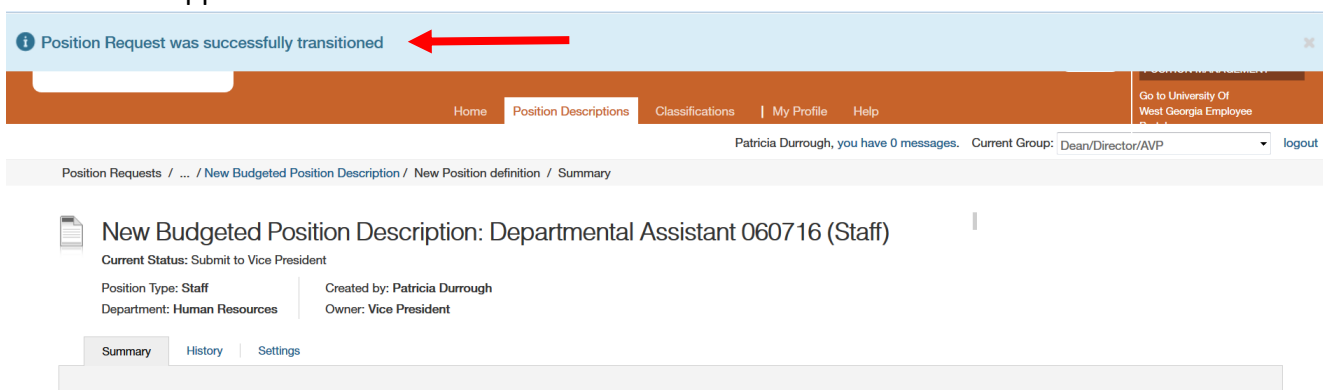 Position Request was successfully transitioned
POSITION MANAGEMENT
Go to University Of
West Georgia Employee
Home Position Descriptions Classifications | My Profile Help
Patricia Durrough, you have 0 messages. Current Group: Dean/Director/AVP logout
Position Requests / ... / New Budgeted Position Description / New Position definition / Summary
New Budgeted Position Description: Departmental Assistant 060716 (Staff)
Current Status: Submit to Vice President
Position Type: Staff Created by: Patricia Durrough
Department: Human Resources Owner: Vice President
Summary History Settings